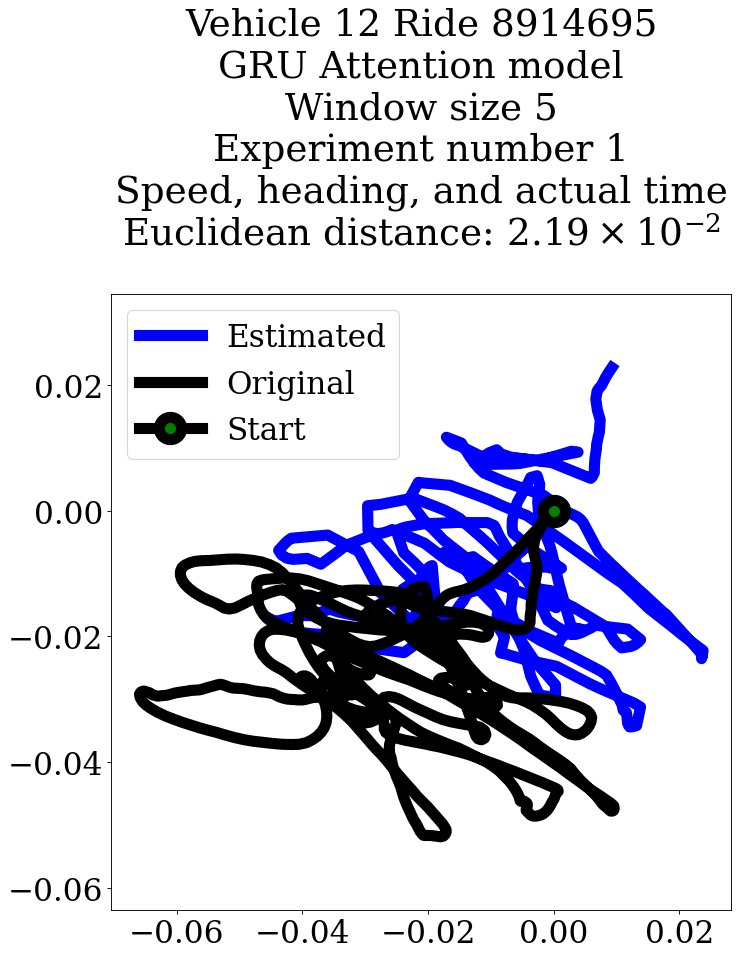 Vehicle 12 Ride 8914695
GRU Attention model
Window size 5
Experiment number 1
Speed, heading, and actual time
Euclidean distance: 2.19 × 10⁻²
Estimated
Original
Start
0.02
0.00
−0.02
−0.04
−0.06
−0.06 −0.04 −0.02 0.00 0.02